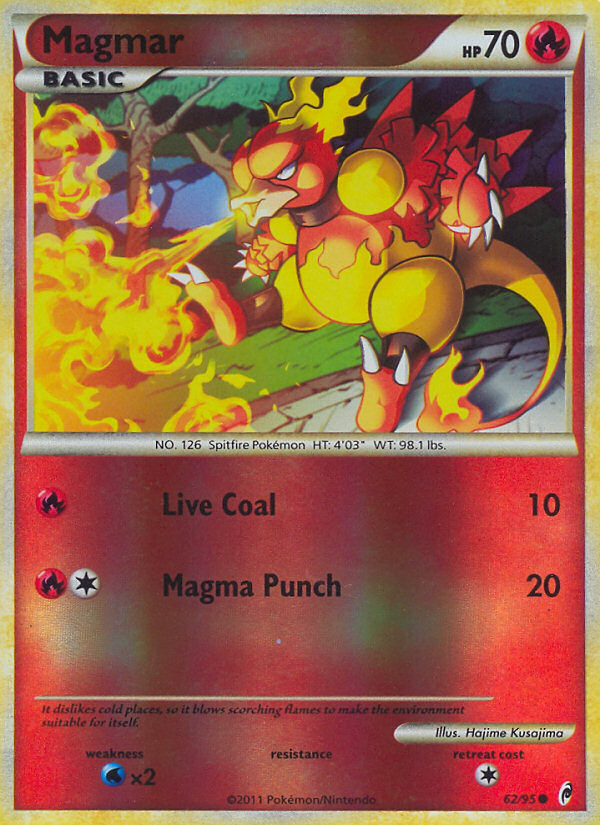 Magmar
HP 70
BASIC
NO. 126 Spitfire Pokémon HT: 4'03" WT: 98.1 lbs.
Live Coal 10
Magma Punch 20
It dislikes cold places, so it blows scorching flames to make the environment
suitable for itself.
Illus. Hajime Kusajima
weakness resistance retreat cost
×2
©2011 Pokémon/Nintendo
62/95